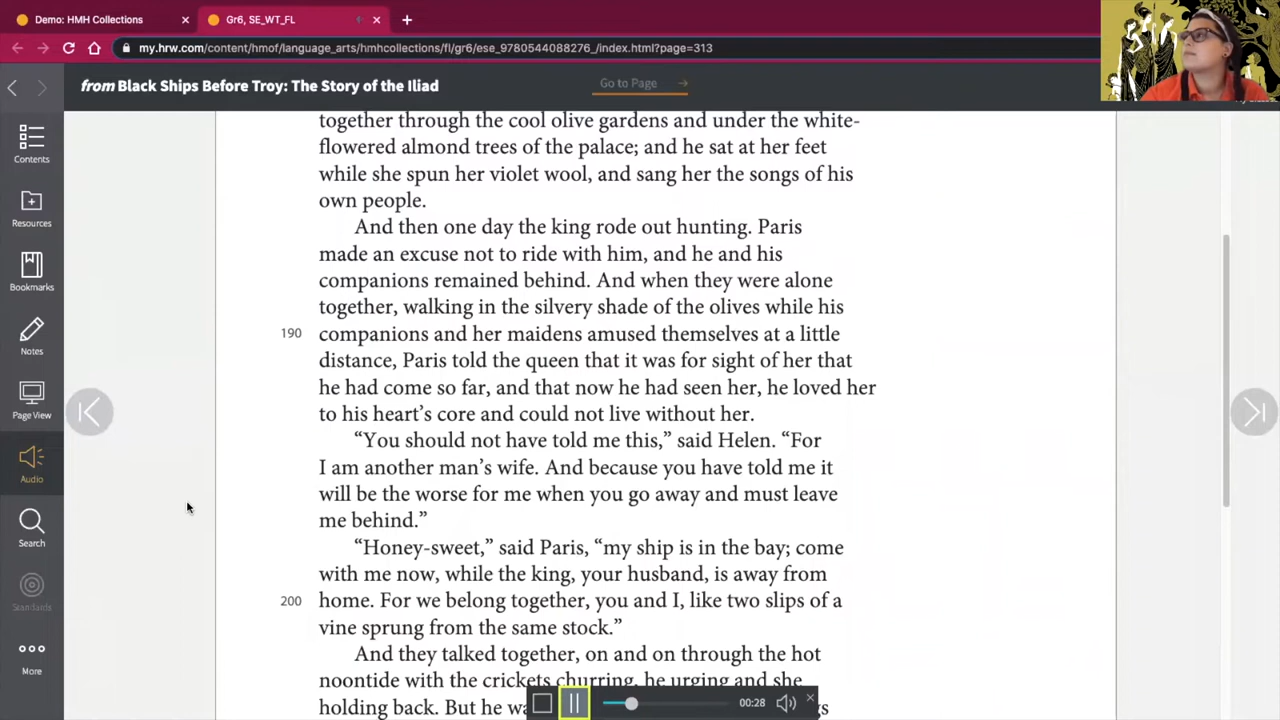 Demo: HMH Collections
Gr6, SE_WT_FL
my.hrw.com/content/hmof/language_arts/hmhcollections/fl/gr6/ese_9780544088276_/index.html?page=313
from Black Ships Before Troy: The Story of the Iliad
Go to Page
Contents
Resources
Bookmarks
Notes
Page View
Audio
Search
Standards
More
together through the cool olive gardens and under the white-
flowered almond trees of the palace; and he sat at her feet
while she spun her violet wool, and sang her the songs of his
own people.
And then one day the king rode out hunting. Paris
made an excuse not to ride with him, and he and his
companions remained behind. And when they were alone
together, walking in the silvery shade of the olives while his
190 companions and her maidens amused themselves at a little
distance, Paris told the queen that it was for sight of her that
he had come so far, and that now he had seen her, he loved her
to his heart’s core and could not live without her.
“You should not have told me this,” said Helen. “For
I am another man’s wife. And because you have told me it
will be the worse for me when you go away and must leave
me behind.”
“Honey-sweet,” said Paris, “my ship is in the bay; come
with me now, while the king, your husband, is away from
200 home. For we belong together, you and I, like two slips of a
vine sprung from the same stock.”
And they talked together, on and on through the hot
noontide with the crickets churring, he urging and she
holding back. But he
00:28